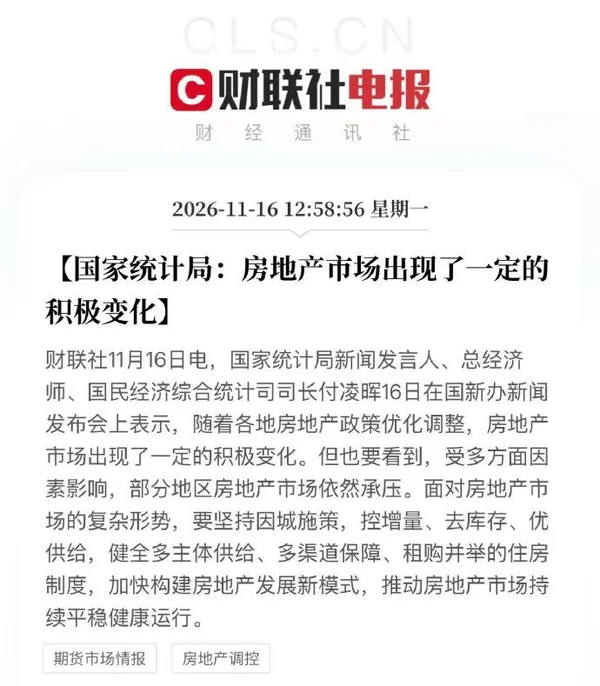 CLS.CN
C 财联社电报
财经通讯社
2026-11-16 12:58:56 星期一
【国家统计局：房地产市场出现了一定的
积极变化】
财联社11月16日电，国家统计局新闻发言人、总经济
师、国民经济综合统计司司长付凌晖16日在国新办新闻
发布会上表示，随着各地房地产政策优化调整，房地产
市场出现了一定的积极变化。但也要看到，受多方面因
素影响，部分地区房地产市场依然承压。面对房地产市
场的复杂形势，要坚持因城施策，控增量、去库存、优
供给，健全多主体供给、多渠道保障、租购并举的住房
制度，加快构建房地产发展新模式，推动房地产市场持
续平稳健康运行。
期货市场情报 房地产调控